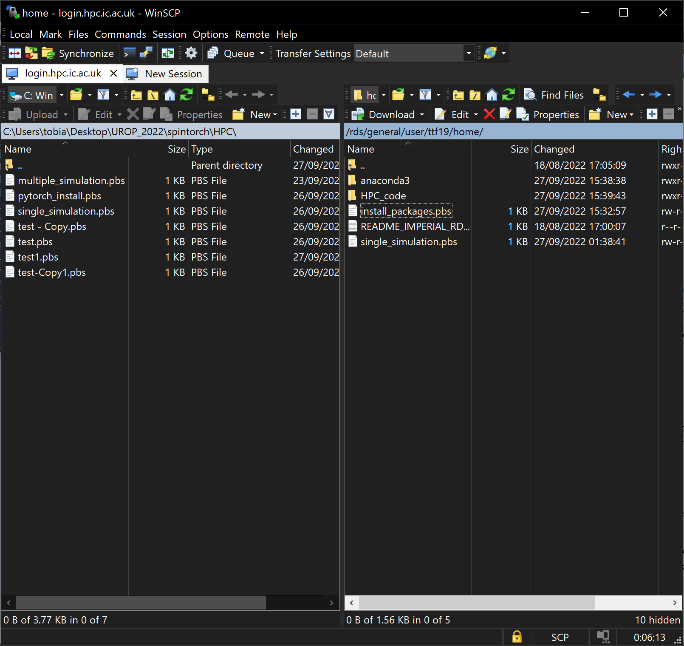 home - login.hpc.ic.ac.uk - WinSCP
Local Mark Files Commands Session Options Remote Help
Synchronize Queue Transfer Settings Default
login.hpc.ic.ac.uk New Session
C: Win
Find Files
Upload Edit Properties New
Download Edit Properties New
C:\Users\tobia\Desktop\UROP_2022\spintorch\HPC\
/rds/general/user/ttf19/home/
Name Size Type Changed
.. Parent directory 27/09/202
multiple_simulation.pbs 1 KB PBS File 23/09/202
pytorch_install.pbs 1 KB PBS File 26/09/202
single_simulation.pbs 1 KB PBS File 26/09/202
test - Copy.pbs 1 KB PBS File 26/09/202
test.pbs 1 KB PBS File 26/09/202
test1.pbs 1 KB PBS File 27/09/202
test-Copy1.pbs 1 KB PBS File 26/09/202
Name Size Changed Righ
.. 18/08/2022 17:05:09 rwxr-
anaconda3 27/09/2022 15:38:38 rwxr-
HPC_code 27/09/2022 15:39:43 rwxr-
install_packages.pbs 1 KB 27/09/2022 15:32:57 rw-r-
README_IMPERIAL_RD... 1 KB 18/08/2022 17:00:07 r--r--
single_simulation.pbs 1 KB 27/09/2022 01:38:41 rw-r-
0 B of 3.77 KB in 0 of 7
0 B of 1.56 KB in 0 of 5 10 hidden
SCP 0:06:13